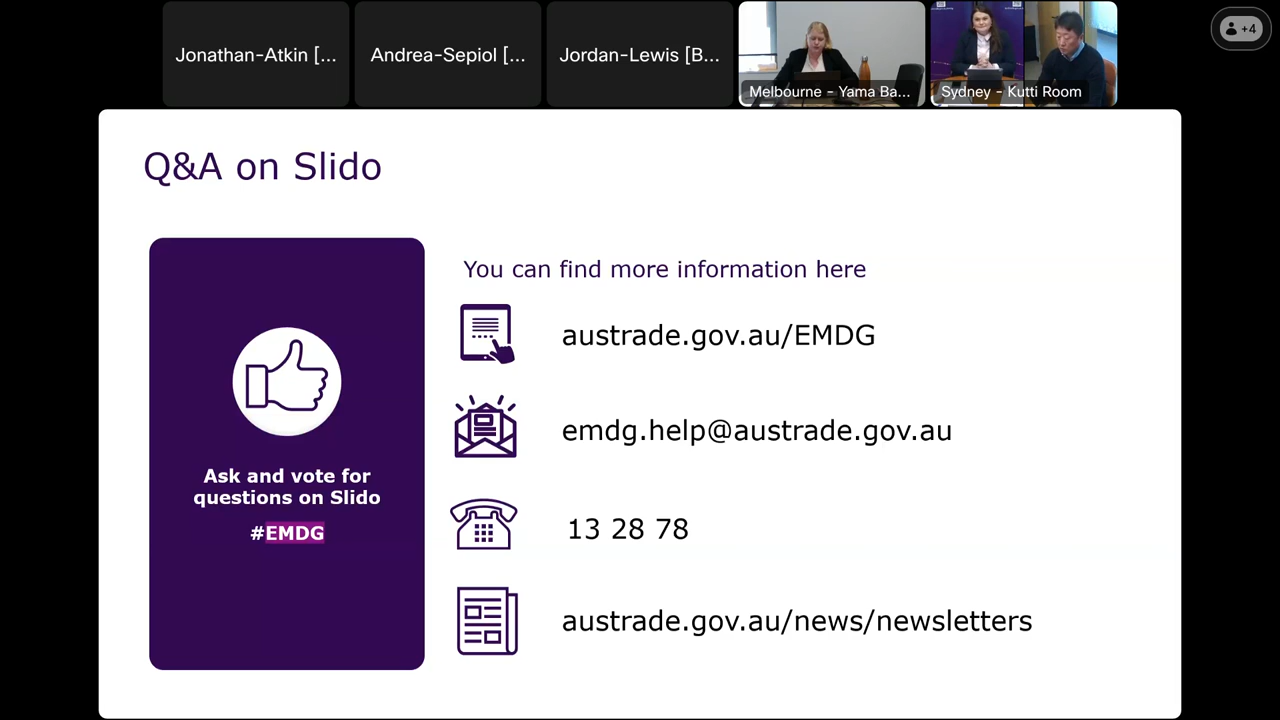 Jonathan-Atkin [...
Andrea-Sepiol [...
Jordan-Lewis [B...
Melbourne - Yama Ba...
Sydney - Kutti Room
+4
Q&A on Slido
You can find more information here
austrade.gov.au/EMDG
emdg.help@austrade.gov.au
13 28 78
austrade.gov.au/news/newsletters
Ask and vote for
questions on Slido
#EMDG